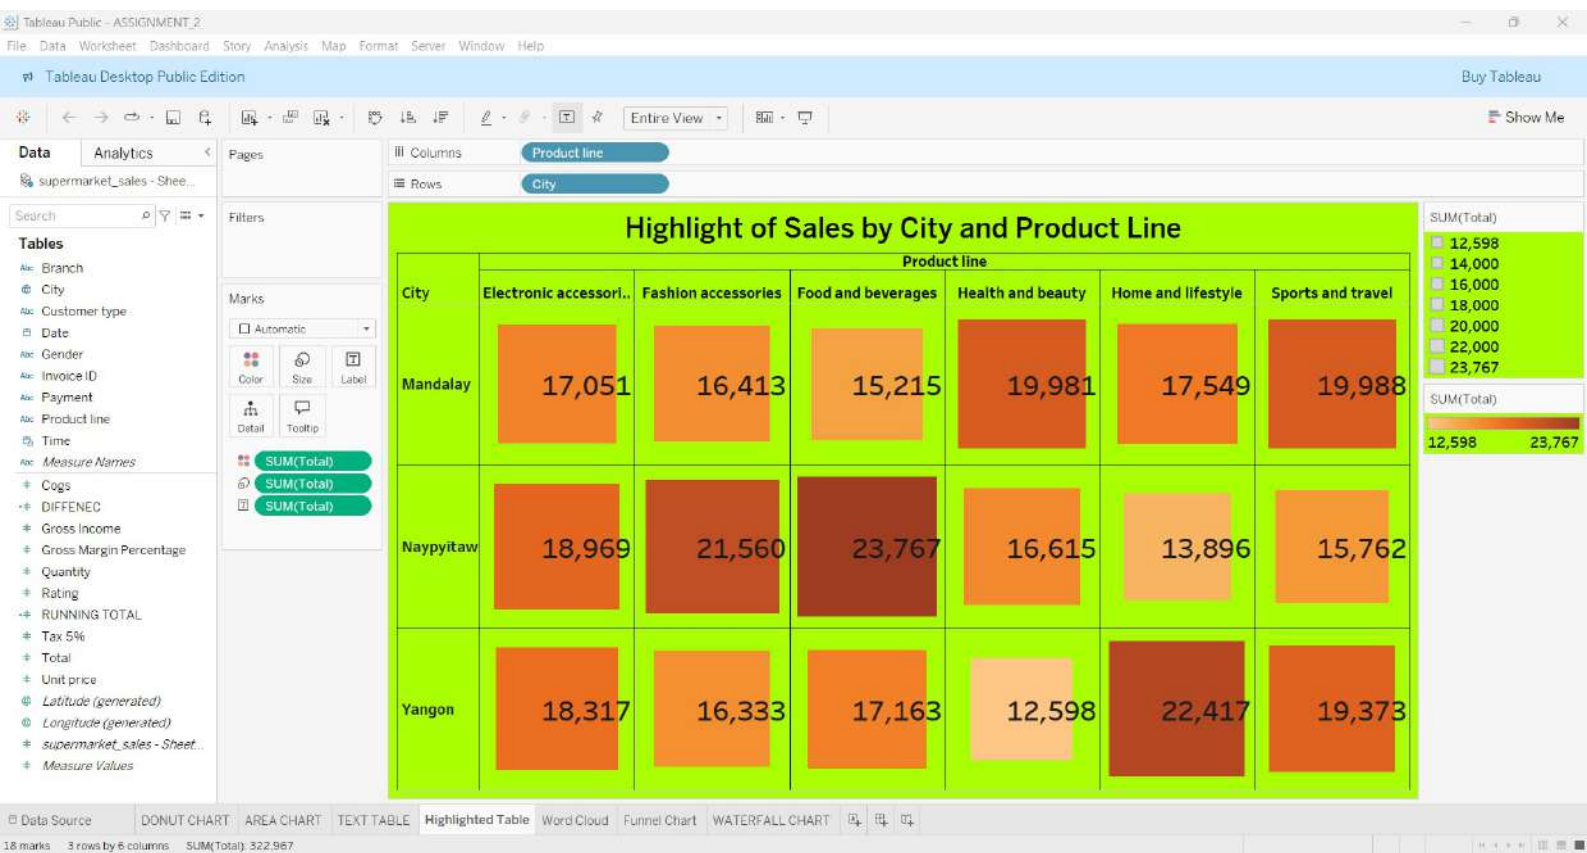 Tableau Public - ASSIGNMENT_2
File Data Worksheet Dashboard Story Analysis Map Format Server Window Help
Tableau Desktop Public Edition Buy Tableau
Entire View Show Me
Data Analytics Pages Columns Product line
supermarket_sales - Shee... Rows City
Search Filters
Tables
Branch
City
Customer type
Date
Gender
Invoice ID
Payment
Product line
Time
Measure Names
Cogs
DIFFENEC
Gross Income
Gross Margin Percentage
Quantity
Rating
RUNNING TOTAL
Tax 5%
Total
Unit price
Latitude (generated)
Longitude (generated)
supermarket_sales - Sheet...
Measure Values
Marks
Automatic
Color Size Label
Detail Tooltip
SUM(Total)
SUM(Total)
SUM(Total)
Highlight of Sales by City and Product Line
Product line
City Electronic accessori.. Fashion accessories Food and beverages Health and beauty Home and lifestyle Sports and travel
Mandalay 17,051 16,413 15,215 19,981 17,549 19,988
Naypyitaw 18,969 21,560 23,767 16,615 13,896 15,762
Yangon 18,317 16,333 17,163 12,598 22,417 19,373
SUM(Total)
12,598
14,000
16,000
18,000
20,000
22,000
23,767
SUM(Total)
12,598 23,767
Data Source DONUT CHART AREA CHART TEXT TABLE Highlighted Table Word Cloud Funnel Chart WATERFALL CHART
18 marks 3 rows by 6 columns SUM(Total): 322,967